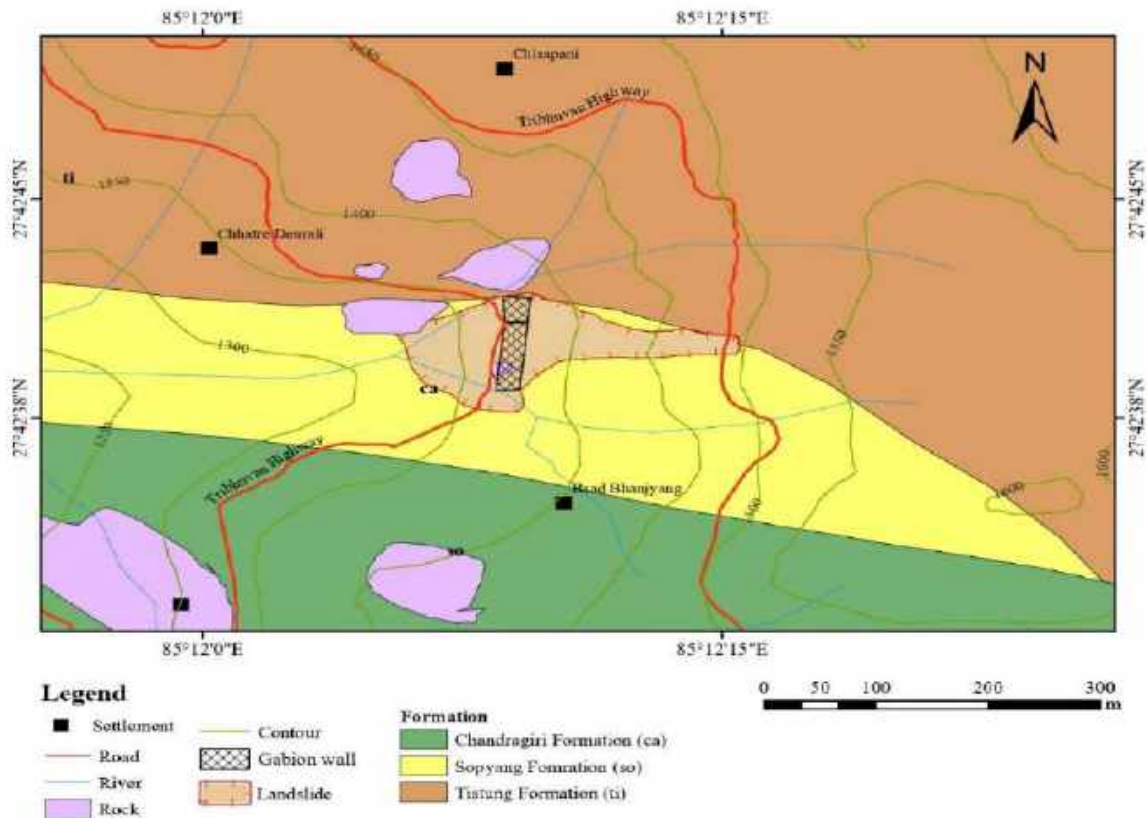 85°12'0"E
85°12'15"E
Chisapani
N
Tribhuvan Highway
27°42'45"N
27°42'45"N
ti
1400
Chhatre Deurali
1300
ca
27°42'38"N
27°42'38"N
Tribhuvan Highway
1600
so
85°12'0"E
85°12'15"E
Legend
Settlement
Road
River
Rock
Contour
Gabion wall
Landslide
Formation
Chandragiri Formation (ca)
Sopyang Fomration (so)
Tistung Formation (ti)
0 50 100 200 300
m